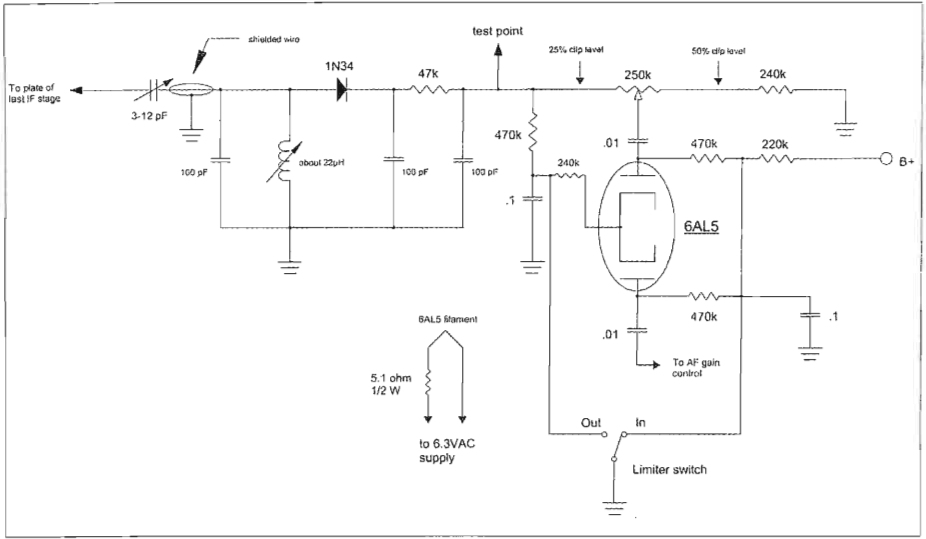 test point
shielded wiro
25% clip level
50% clip level
1N34
47k
250k
240k
To plate of
last IF stage
3-12 pF
470k
.01
470k
220k
about 22µH
240k
B+
100 pF
100 pF
100 pF
.1
6AL5
6AL5 filament
470k
.1
.01
To AF gain
control
5.1 ohm
1/2 W
Out
In
to 6.3VAC
supply
Limiter switch